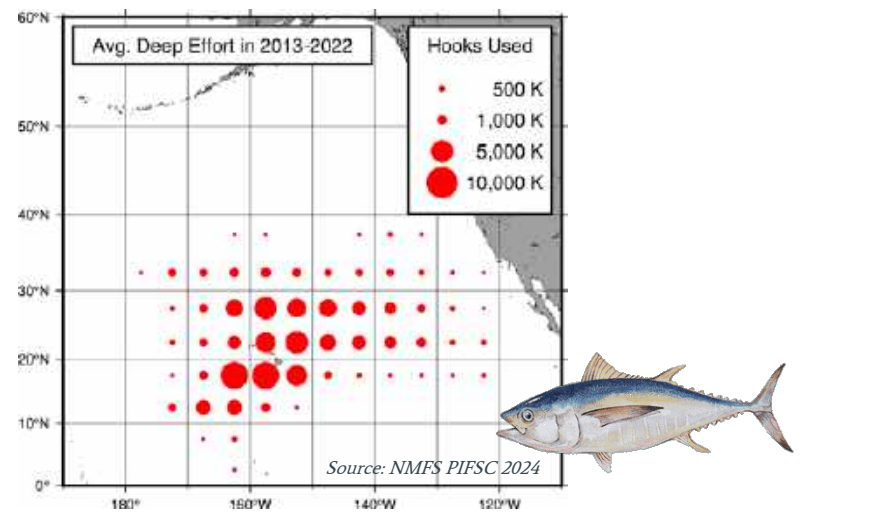 60°N
Avg. Deep Effort in 2013-2022
Hooks Used
500 K
1,000 K
5,000 K
10,000 K
50°N
40°N
30°N
20°N
10°N
Source: NMFS PIFSC 2024
0°
180° 160°W 140°W 120°W